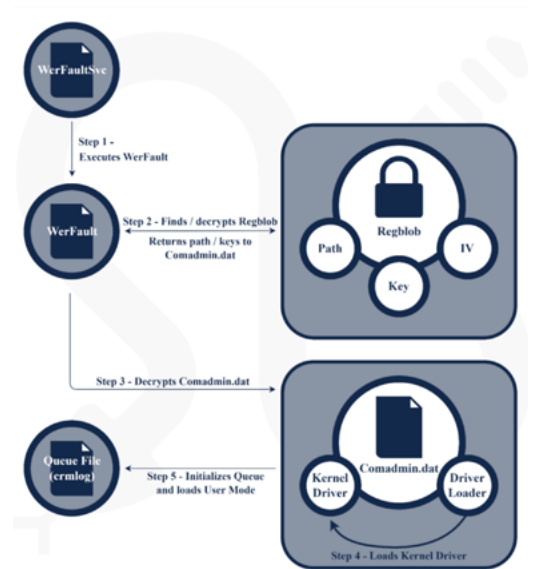 WerFaultSvc
Step 1 -
Executes WerFault
WerFault
Step 2 - Finds / decrypts Regblob
Returns path / keys to
Comadmin.dat
Regblob
Path
IV
Key
Step 3 - Decrypts Comadmin.dat
Comadmin.dat
Kernel
Driver
Driver
Loader
Step 4 - Loads Kernel Driver
Queue File
(crmlog)
Step 5 - Initializes Queue
and loads User Mode